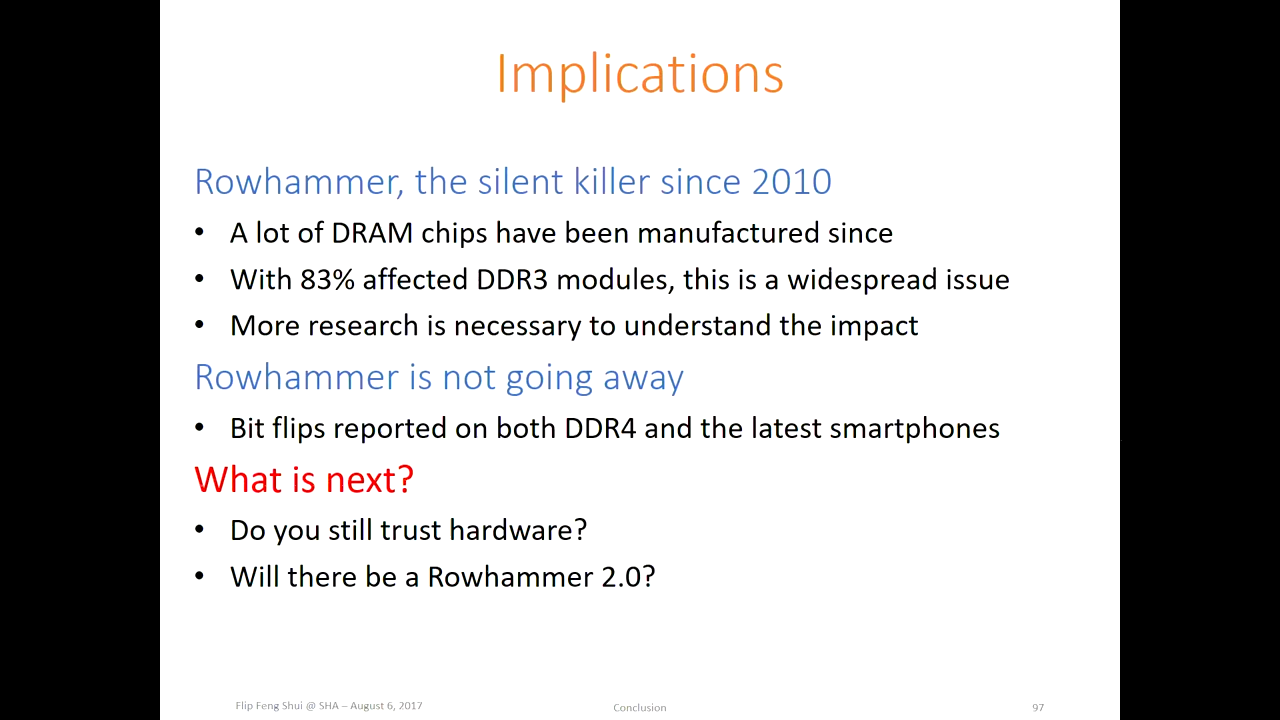 Implications
Rowhammer, the silent killer since 2010
• A lot of DRAM chips have been manufactured since
• With 83% affected DDR3 modules, this is a widespread issue
• More research is necessary to understand the impact
Rowhammer is not going away
• Bit flips reported on both DDR4 and the latest smartphones
What is next?
• Do you still trust hardware?
• Will there be a Rowhammer 2.0?
Flip Feng Shui @ SHA – August 6, 2017
Conclusion
97